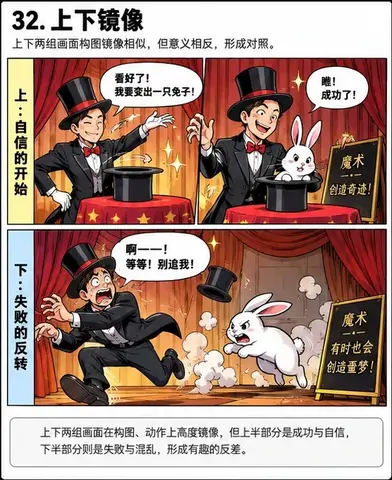 32. 上下镜像
上下两组画面构图镜像相似，但意义相反，形成对照。
上：自信的开始
看好了！
我要变出一只兔子！
瞧！
成功了！
魔术
创造奇迹！
下：失败的反转
啊——！
等等！别追我！
魔术
有时也会
创造噩梦！
上下两组画面在构图、动作上高度镜像，但上半部分是成功与自信，
下半部分则是失败与混乱，形成有趣的反差。